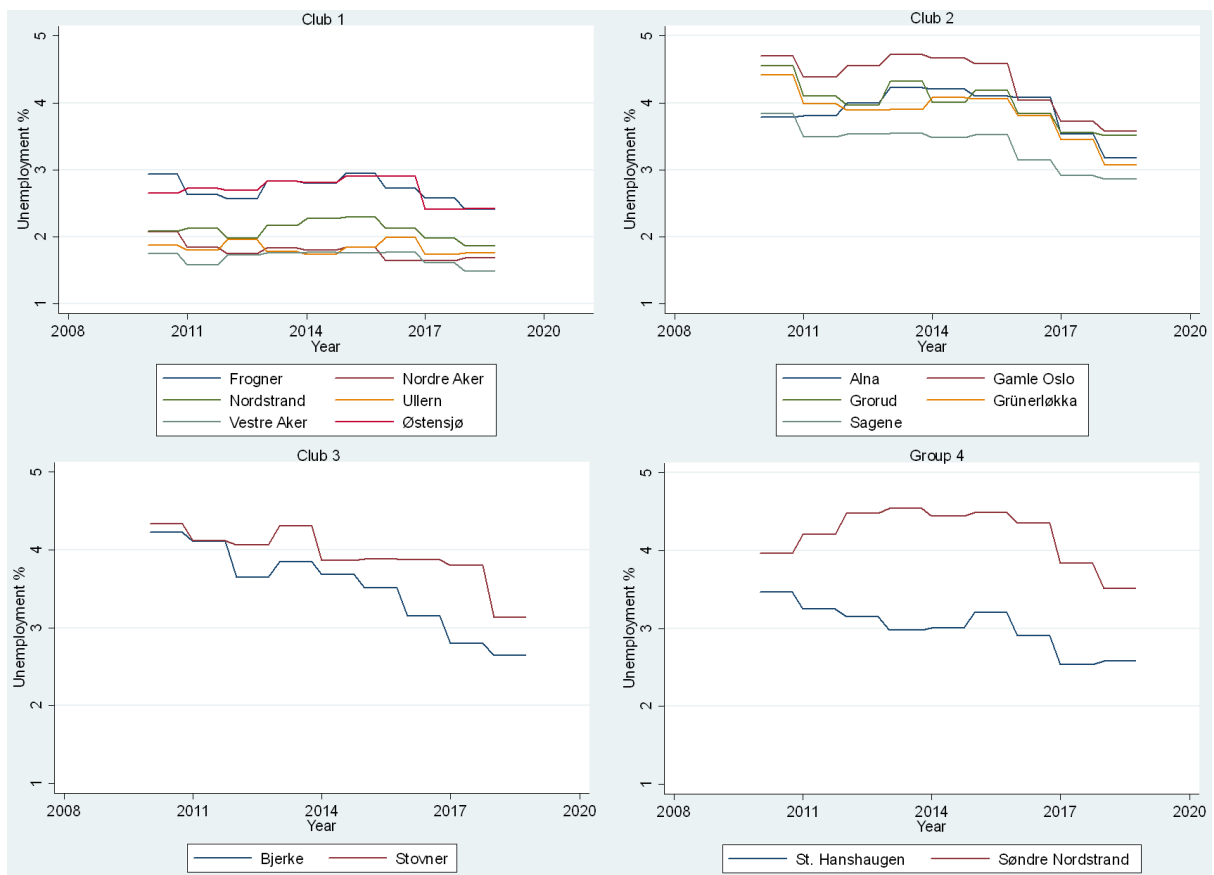 Club 1
Unemployment %
5
4
3
2
1
2008 2011 2014 2017 2020
Year
Frogner Nordre Aker
Nordstrand Ullern
Vestre Aker Østensjø
Club 2
Unemployment %
5
4
3
2
1
2008 2011 2014 2017 2020
Year
Alna Gamle Oslo
Grorud Grünerløkka
Sagene
Club 3
Unemployment %
5
4
3
2
1
2008 2011 2014 2017 2020
Year
Bjerke Stovner
Group 4
Unemployment %
5
4
3
2
1
2008 2011 2014 2017 2020
Year
St. Hanshaugen Søndre Nordstrand